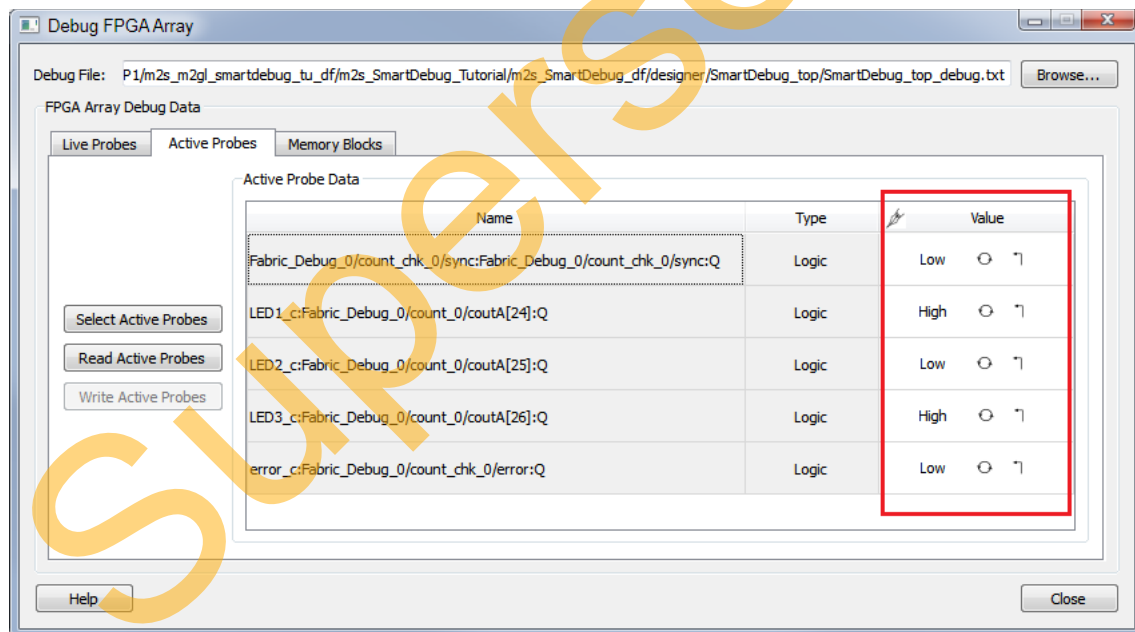 Debug FPGA Array
Debug File: P1/m2s_m2gl_smartdebug_tu_df/m2s_SmartDebug_Tutorial/m2s_SmartDebug_df/designer/SmartDebug_top/SmartDebug_top_debug.txt Browse...
FPGA Array Debug Data
Live Probes Active Probes Memory Blocks
Active Probe Data
Name Type Value
Fabric_Debug_0/count_chk_0/sync:Fabric_Debug_0/count_chk_0/sync:Q Logic Low
Select Active Probes LED1_c:Fabric_Debug_0/count_0/coutA[24]:Q Logic High
Read Active Probes LED2_c:Fabric_Debug_0/count_0/coutA[25]:Q Logic Low
Write Active Probes
LED3_c:Fabric_Debug_0/count_0/coutA[26]:Q Logic High
error_c:Fabric_Debug_0/count_chk_0/error:Q Logic Low
Help Close
Superse